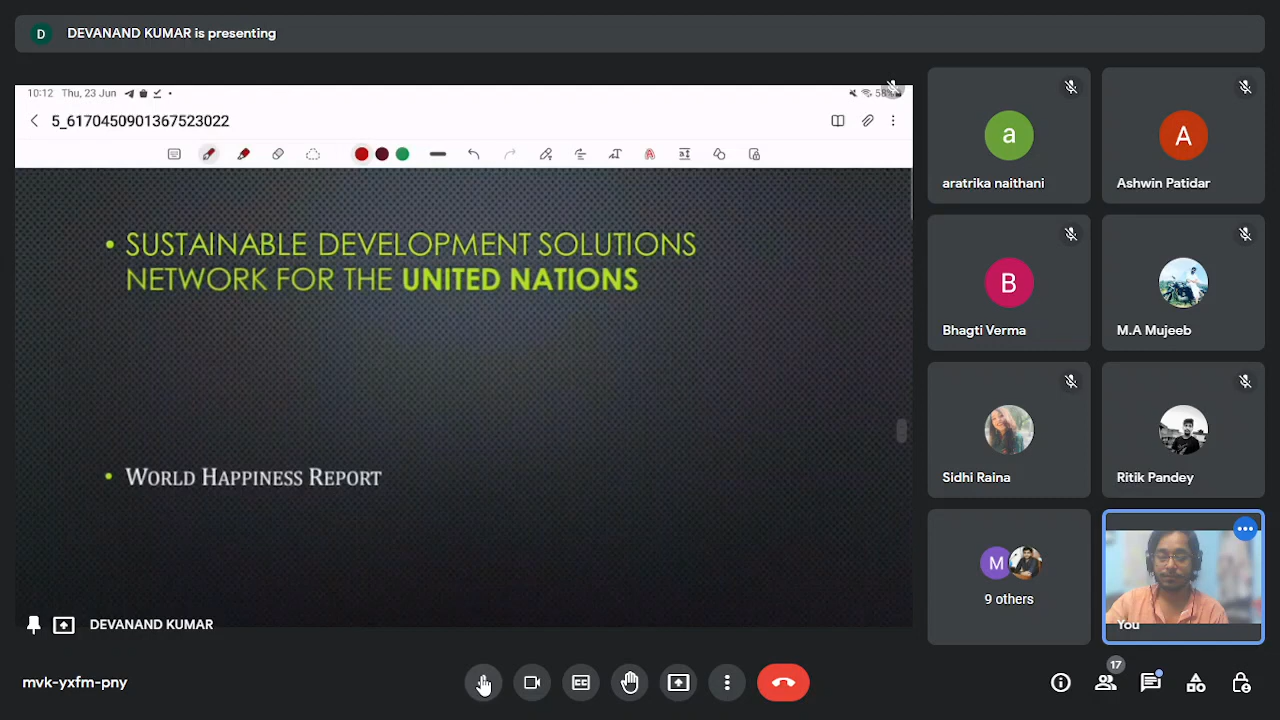 D DEVANAND KUMAR is presenting
10:12 Thu, 23 Jun
58%
5_6170450901367523022
• SUSTAINABLE DEVELOPMENT SOLUTIONS
NETWORK FOR THE UNITED NATIONS
• WORLD HAPPINESS REPORT
DEVANAND KUMAR
a
aratrika naithani
A
Ashwin Patidar
B
Bhagti Verma
M.A Mujeeb
Sidhi Raina
Ritik Pandey
M
9 others
You
mvk-yxfm-pny
CC
17